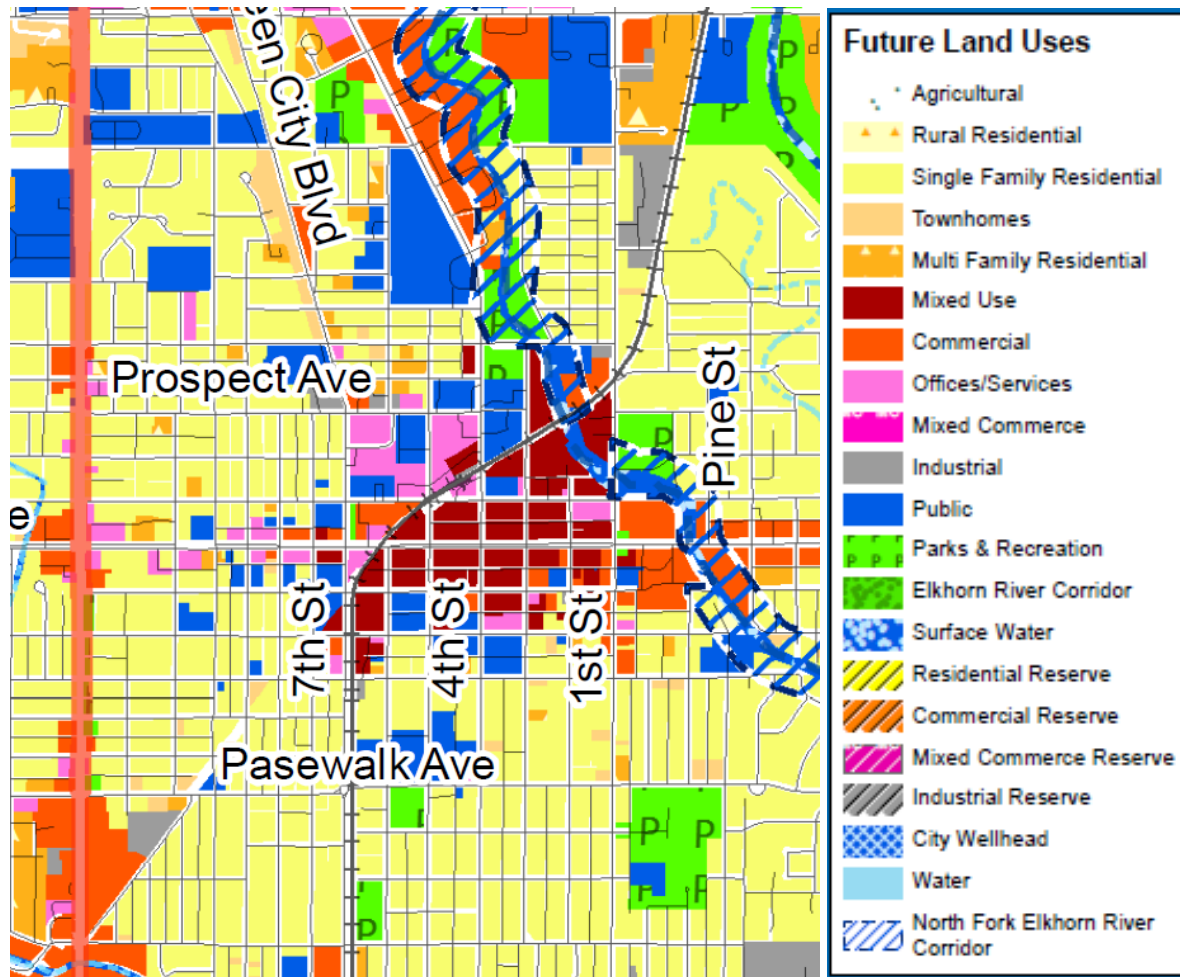 een City Blvd
P
P
P
P
P
P
Prospect Ave
P
P
Pine St
7th St
4th St
1st St
Pasewalk Ave
P
P
P
P
P
P
Future Land Uses
Agricultural
Rural Residential
Single Family Residential
Townhomes
Multi Family Residential
Mixed Use
Commercial
Offices/Services
Mixed Commerce
Industrial
Public
Parks & Recreation
Elkhorn River Corridor
Surface Water
Residential Reserve
Commercial Reserve
Mixed Commerce Reserve
Industrial Reserve
City Wellhead
Water
North Fork Elkhorn River
Corridor